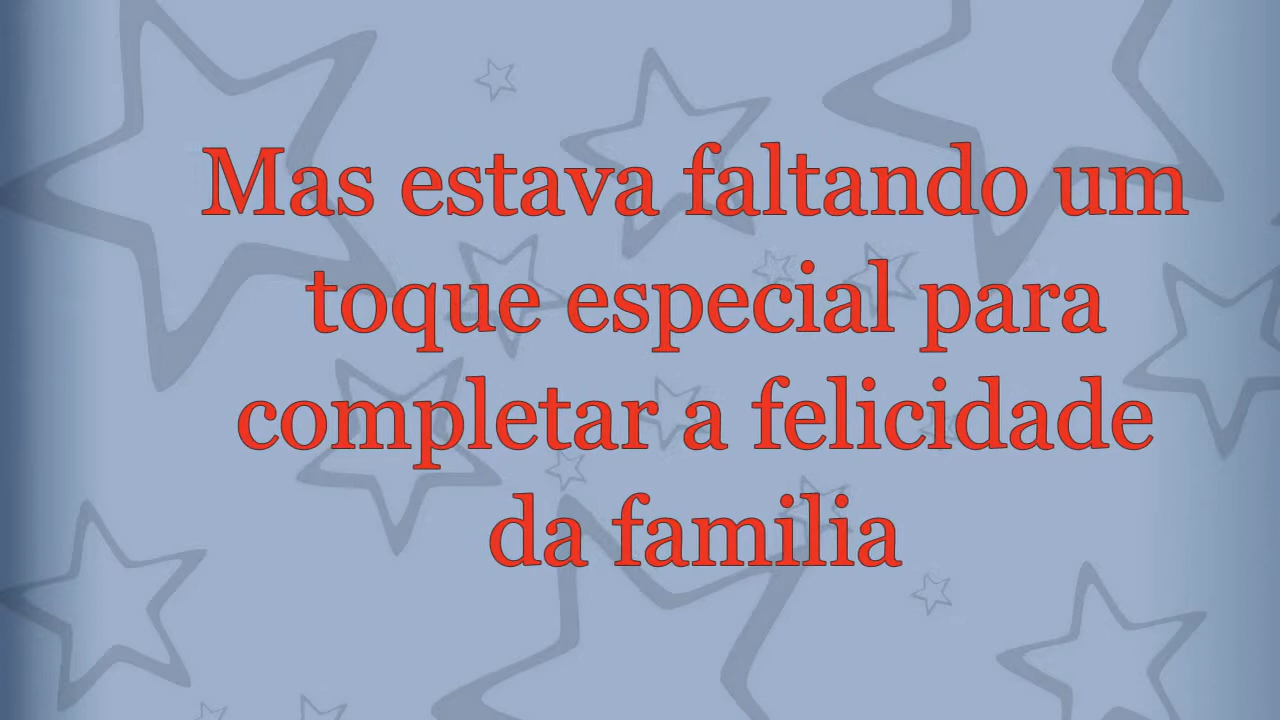 Mas estava faltando um
toque especial para
completar a felicidade
da familia